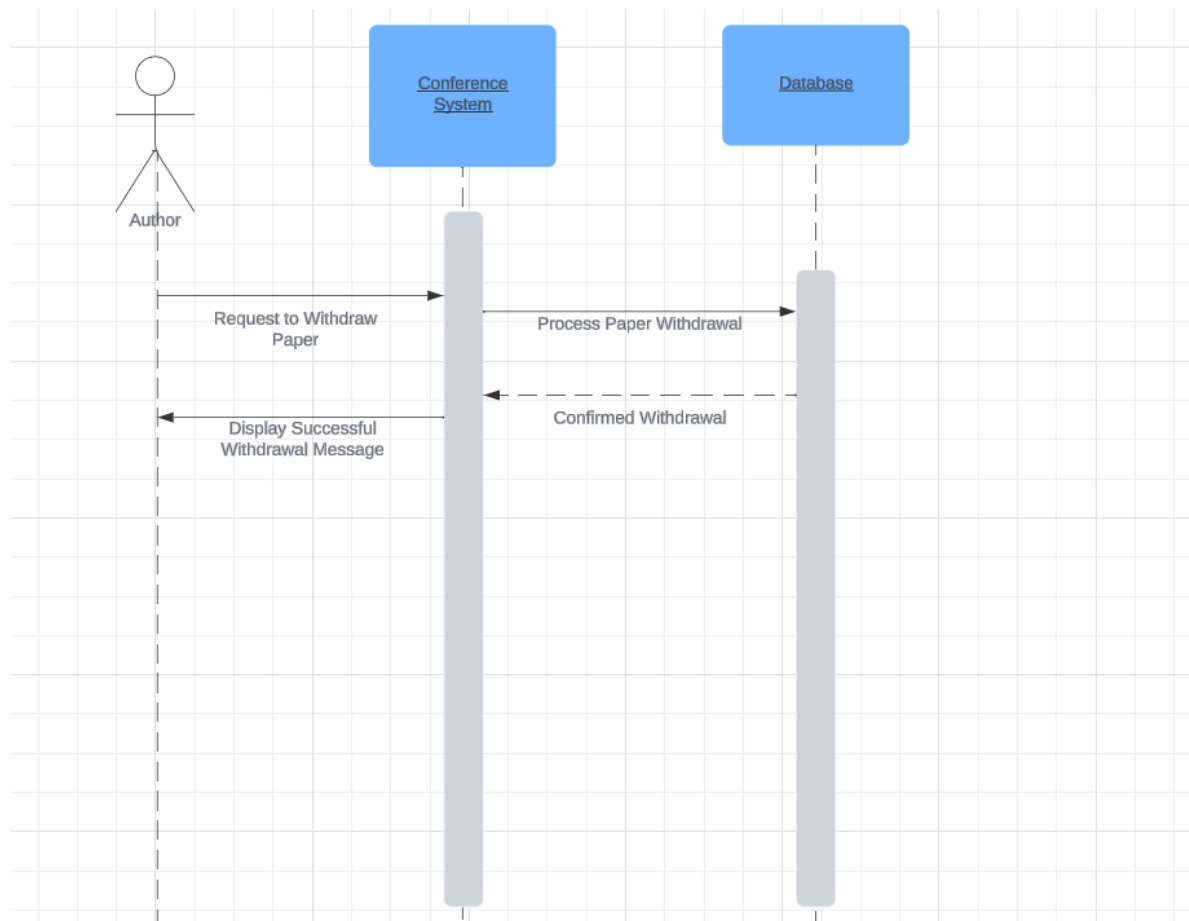 Conference
System
Database
Author
Request to Withdraw
Paper
Process Paper Withdrawal
Confirmed Withdrawal
Display Successful
Withdrawal Message